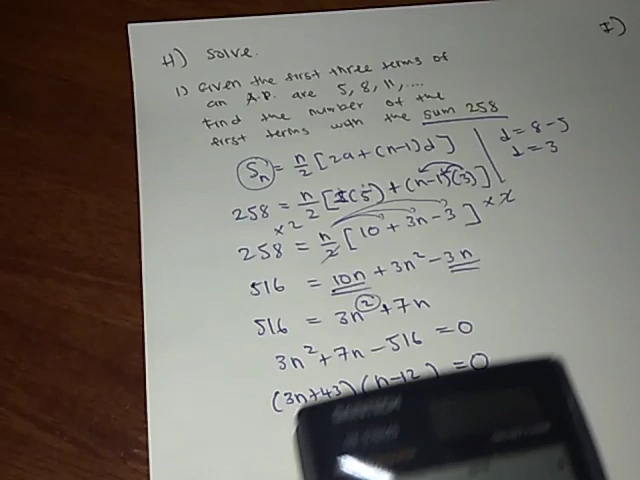 H) Solve.
I)
1) Given the first three terms of
an A.P. are 5, 8, 11, ....
Find the number of the
first terms with the sum 258
Sn = n/2 [2a + (n-1)d]
d = 8 - 5
d = 3
258 = n/2 [2(5) + (n-1)(3)]
×2 ×2
258 = n/2 [10 + 3n - 3]
516 = 10n + 3n² - 3n
516 = 3n² + 7n
3n² + 7n - 516 = 0
(3n+43)(n-12) = 0